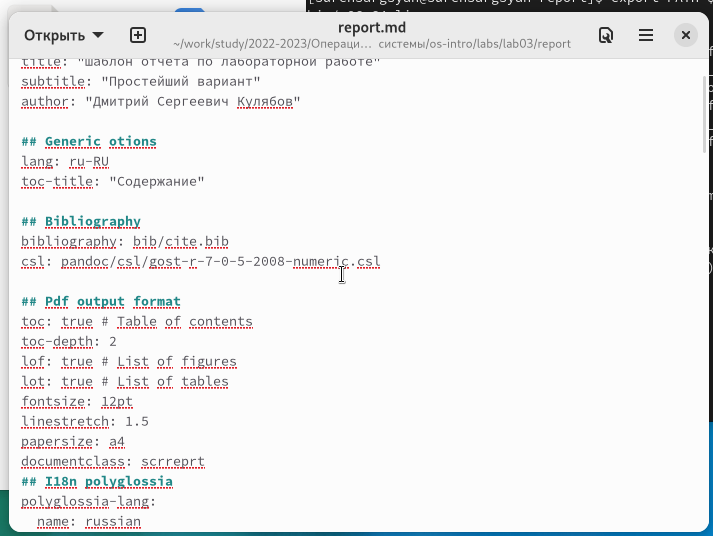 Открыть
report.md
~/work/study/2022-2023/Операци… системы/os-intro/labs/lab03/report
title: "Шаблон отчёта по лабораторной работе"
subtitle: "Простейший вариант"
author: "Дмитрий Сергеевич Кулябов"
## Generic otions
lang: ru-RU
toc-title: "Содержание"
## Bibliography
bibliography: bib/cite.bib
csl: pandoc/csl/gost-r-7-0-5-2008-numeric.csl
## Pdf output format
toc: true # Table of contents
toc-depth: 2
lof: true # List of figures
lot: true # List of tables
fontsize: 12pt
linestretch: 1.5
papersize: a4
documentclass: scrreprt
## I18n polyglossia
polyglossia-lang:
name: russian